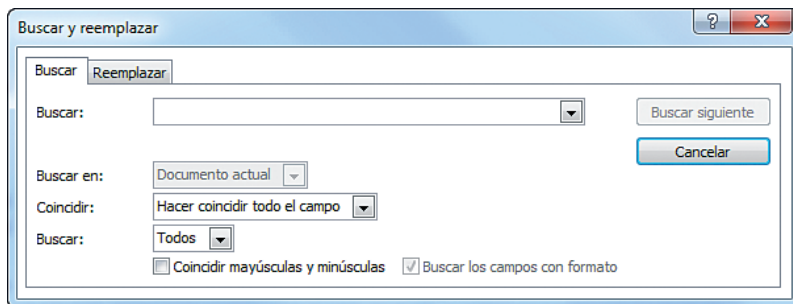 Buscar y reemplazar
Buscar Reemplazar
Buscar: Buscar siguiente
Cancelar
Buscar en: Documento actual
Coincidir: Hacer coincidir todo el campo
Buscar: Todos
Coincidir mayúsculas y minúsculas Buscar los campos con formato